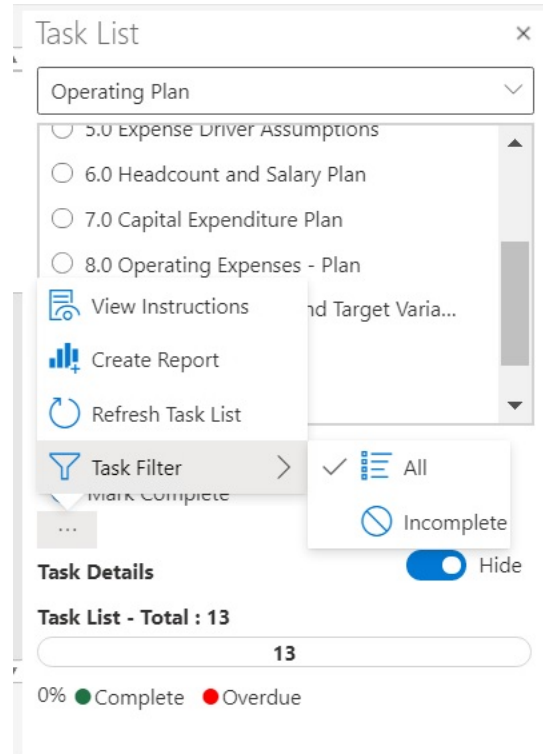 Task List
Operating Plan
5.0 Expense Driver Assumptions
6.0 Headcount and Salary Plan
7.0 Capital Expenditure Plan
8.0 Operating Expenses - Plan
View Instructions
nd Target Varia...
Create Report
Refresh Task List
Task Filter
All
Mark Complete
Incomplete
...
Task Details
Hide
Task List - Total : 13
13
0% Complete Overdue